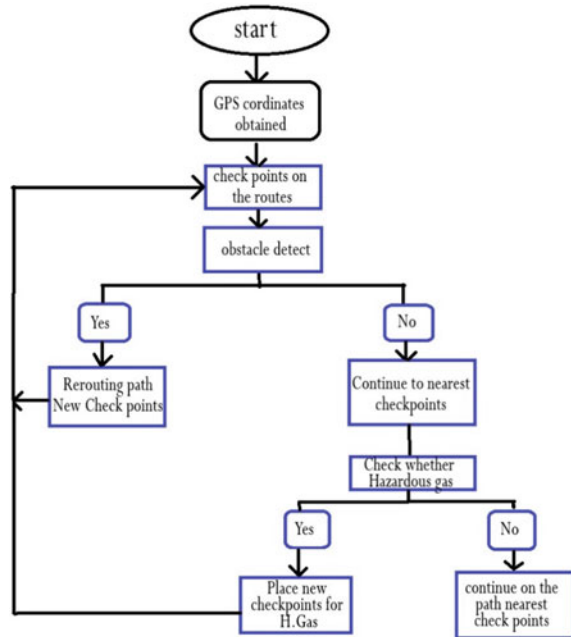 start
GPS cordinates
obtained
check points on
the routes
obstacle detect
Yes
No
Rerouting path
New Check points
Continue to nearest
checkpoints
Check whether
Hazardous gas
Yes
No
Place new
checkpoints for
H.Gas
continue on the
path nearest
check points